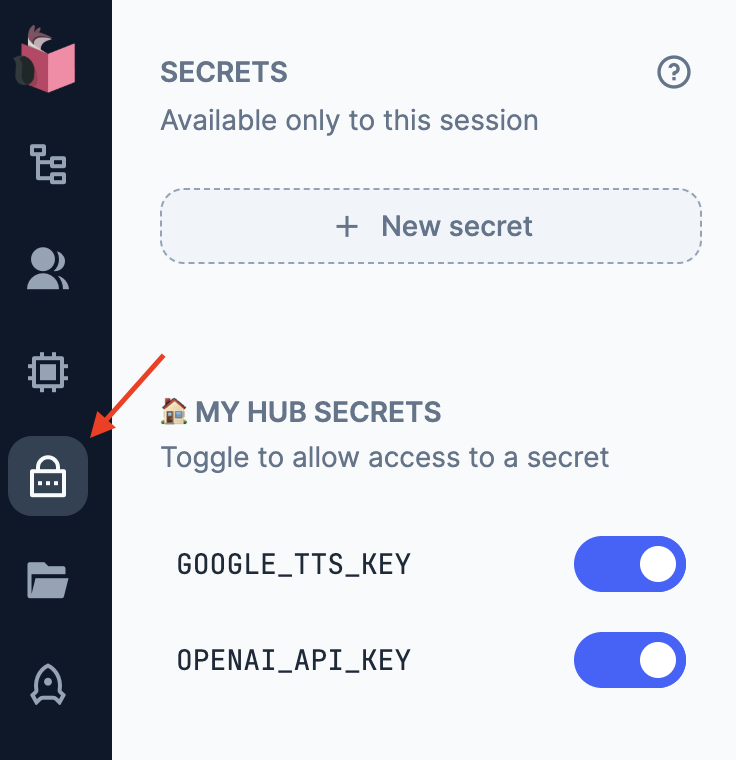 SECRETS
Available only to this session
+ New secret
🏠 MY HUB SECRETS
Toggle to allow access to a secret
GOOGLE_TTS_KEY
OPENAI_API_KEY